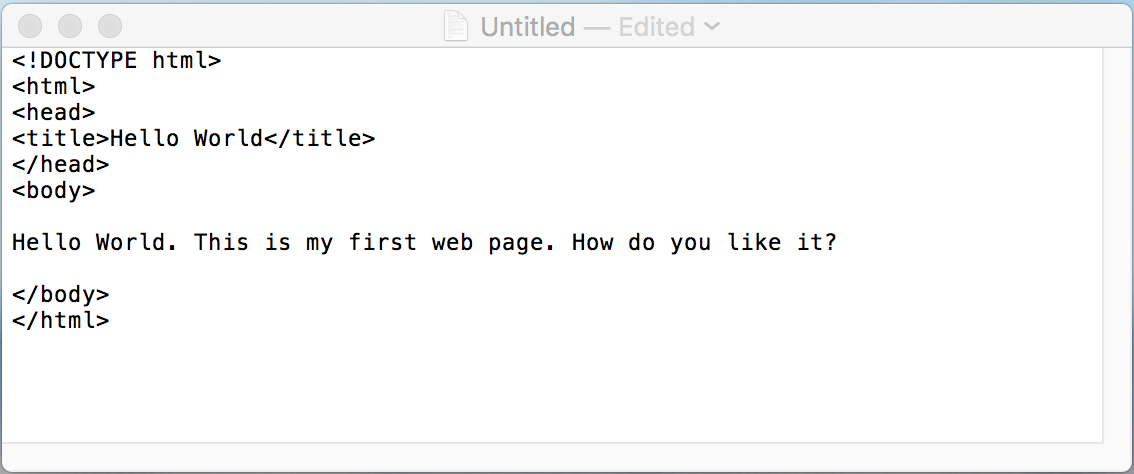 Untitled — Edited
<!DOCTYPE html>
<html>
<head>
<title>Hello World</title>
</head>
<body>
Hello World. This is my first web page. How do you like it?
</body>
</html>